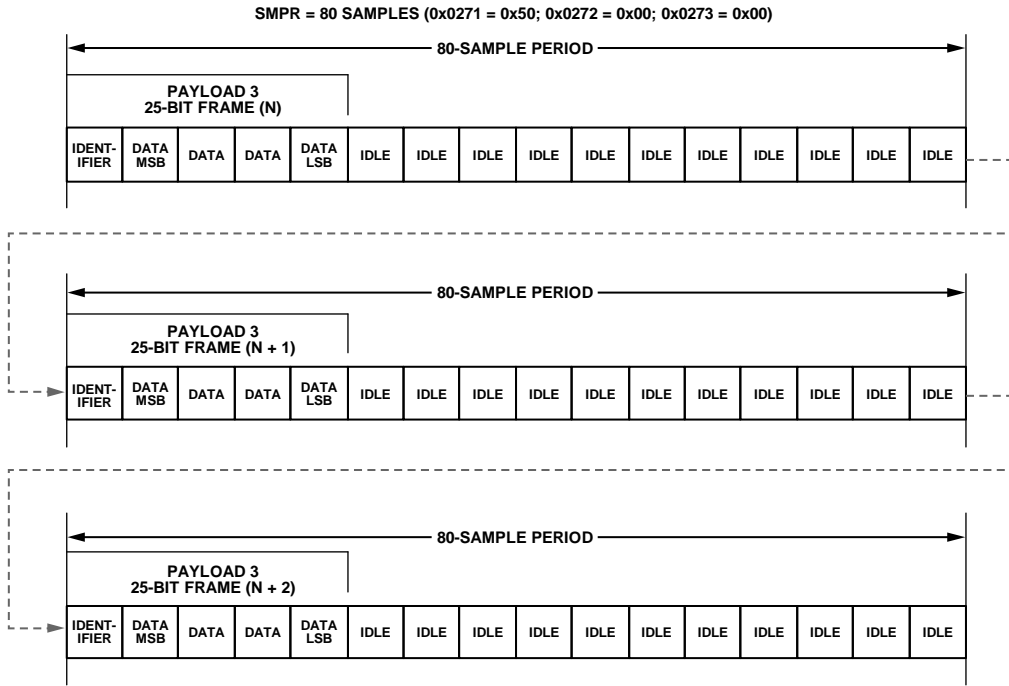 SMPR = 80 SAMPLES (0x0271 = 0x50; 0x0272 = 0x00; 0x0273 = 0x00)
80-SAMPLE PERIOD
PAYLOAD 3
25-BIT FRAME (N)
IDENT-
IFIER
DATA
MSB
DATA
DATA
DATA
LSB
IDLE
IDLE
IDLE
IDLE
IDLE
IDLE
IDLE
IDLE
IDLE
IDLE
IDLE
80-SAMPLE PERIOD
PAYLOAD 3
25-BIT FRAME (N + 1)
IDENT-
IFIER
DATA
MSB
DATA
DATA
DATA
LSB
IDLE
IDLE
IDLE
IDLE
IDLE
IDLE
IDLE
IDLE
IDLE
IDLE
IDLE
80-SAMPLE PERIOD
PAYLOAD 3
25-BIT FRAME (N + 2)
IDENT-
IFIER
DATA
MSB
DATA
DATA
DATA
LSB
IDLE
IDLE
IDLE
IDLE
IDLE
IDLE
IDLE
IDLE
IDLE
IDLE
IDLE